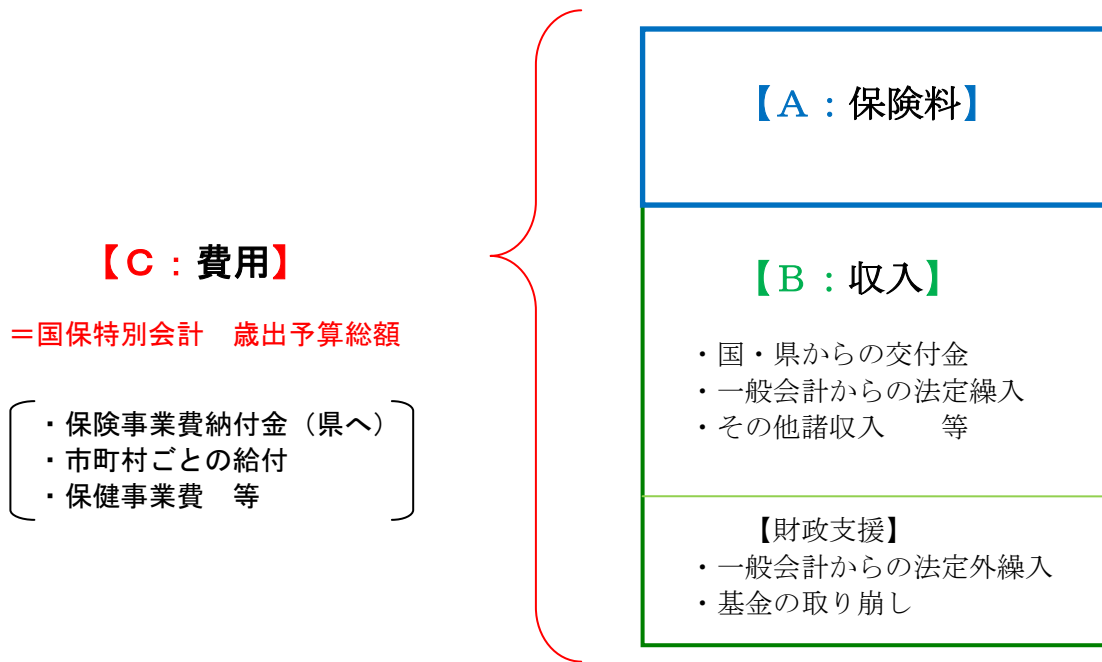 【Ｃ：費用】
＝国保特別会計　歳出予算総額
・保険事業費納付金（県へ）
・市町村ごとの給付
・保健事業費　等
【Ａ：保険料】
【Ｂ：収入】
・国・県からの交付金
・一般会計からの法定繰入
・その他諸収入　　等
【財政支援】
・一般会計からの法定外繰入
・基金の取り崩し